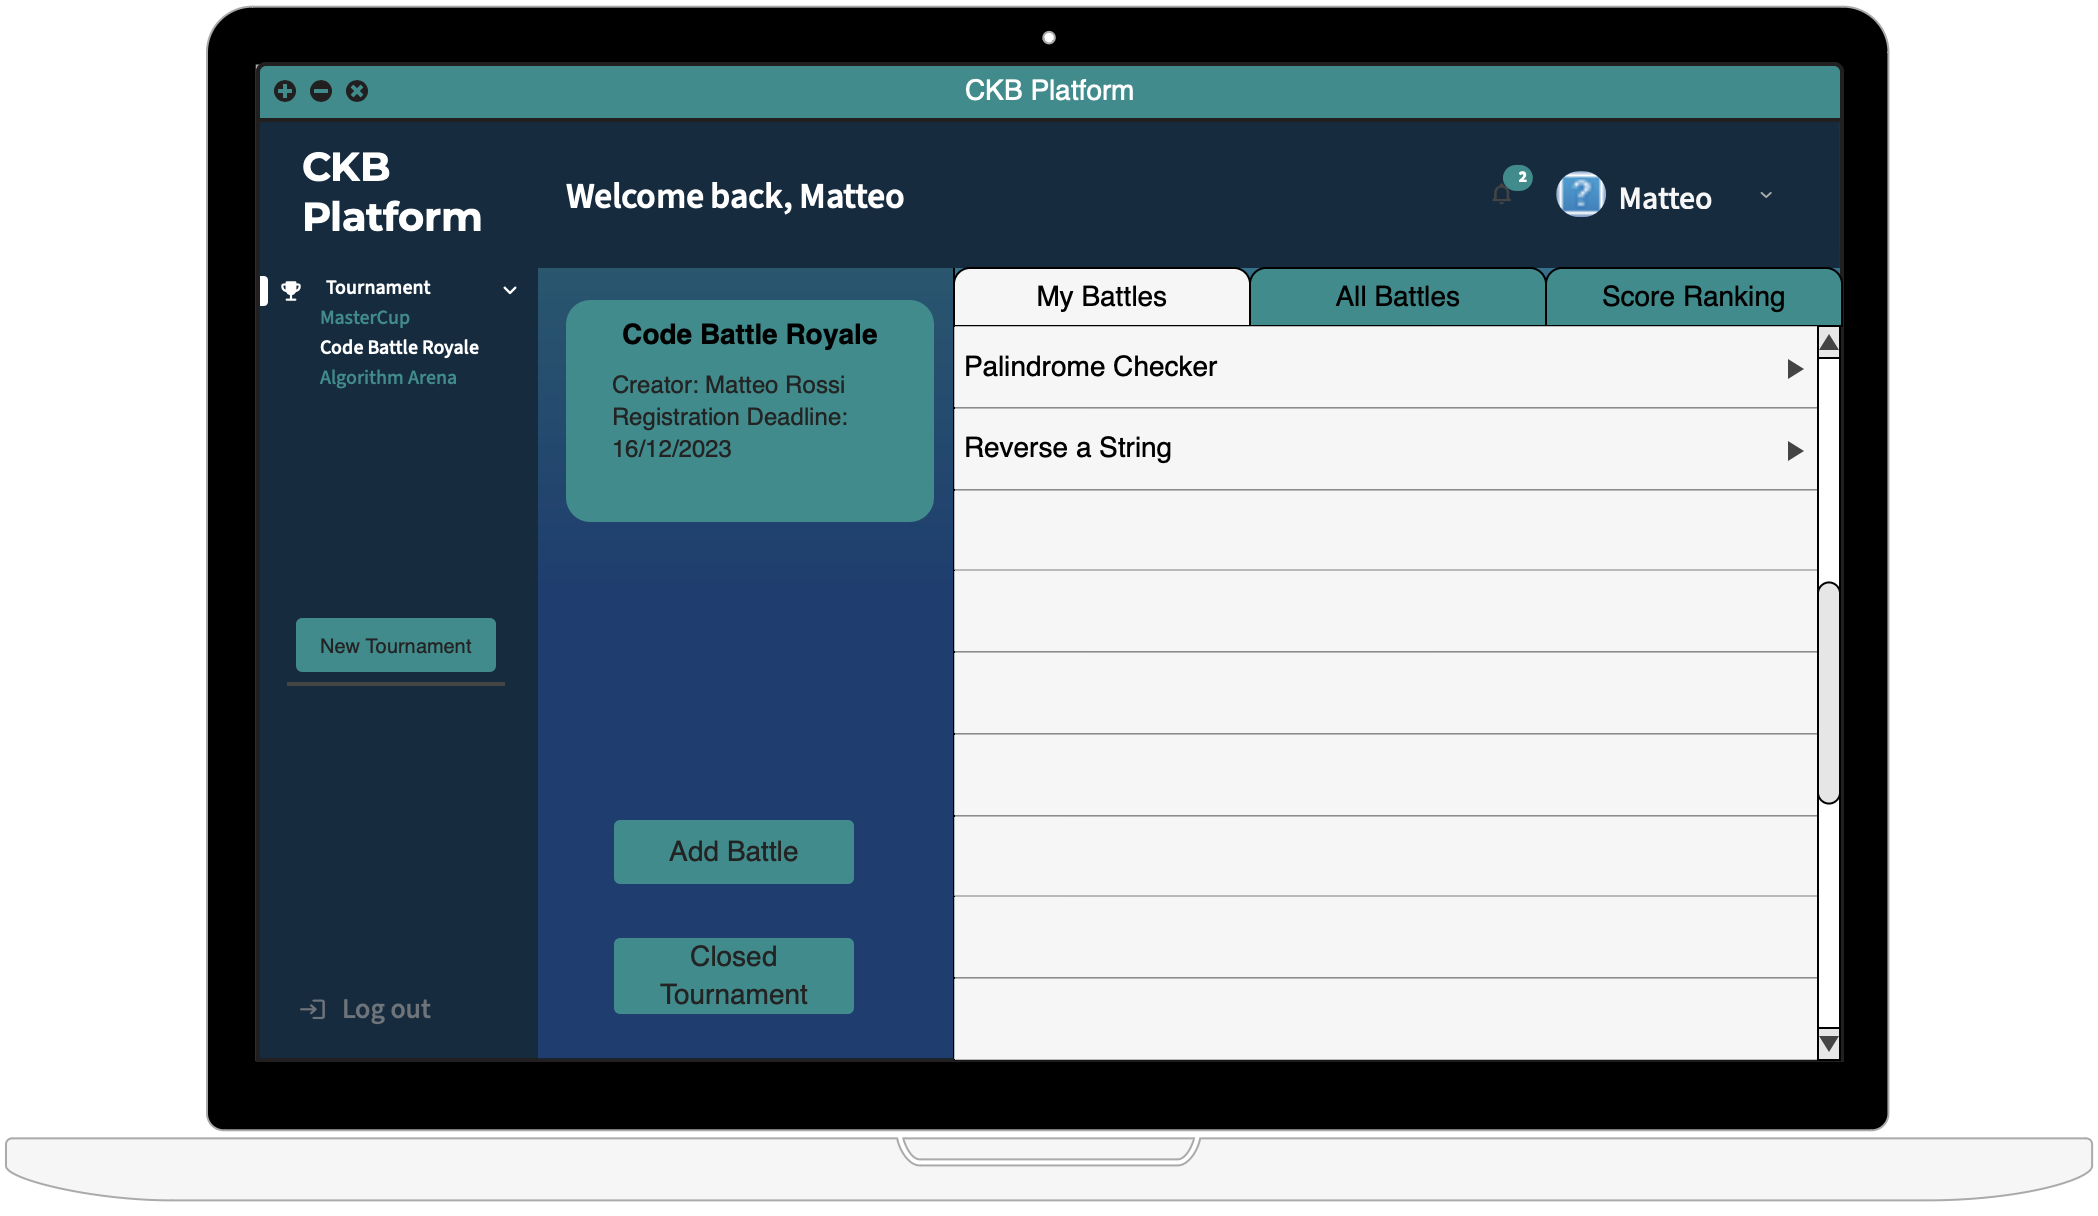 CKB Platform
CKB
Platform
Welcome back, Matteo
2
Matteo
Tournament
MasterCup
Code Battle Royale
Algorithm Arena
New Tournament
Log out
Code Battle Royale
Creator: Matteo Rossi
Registration Deadline:
16/12/2023
Add Battle
Closed
Tournament
My Battles
All Battles
Score Ranking
Palindrome Checker
Reverse a String